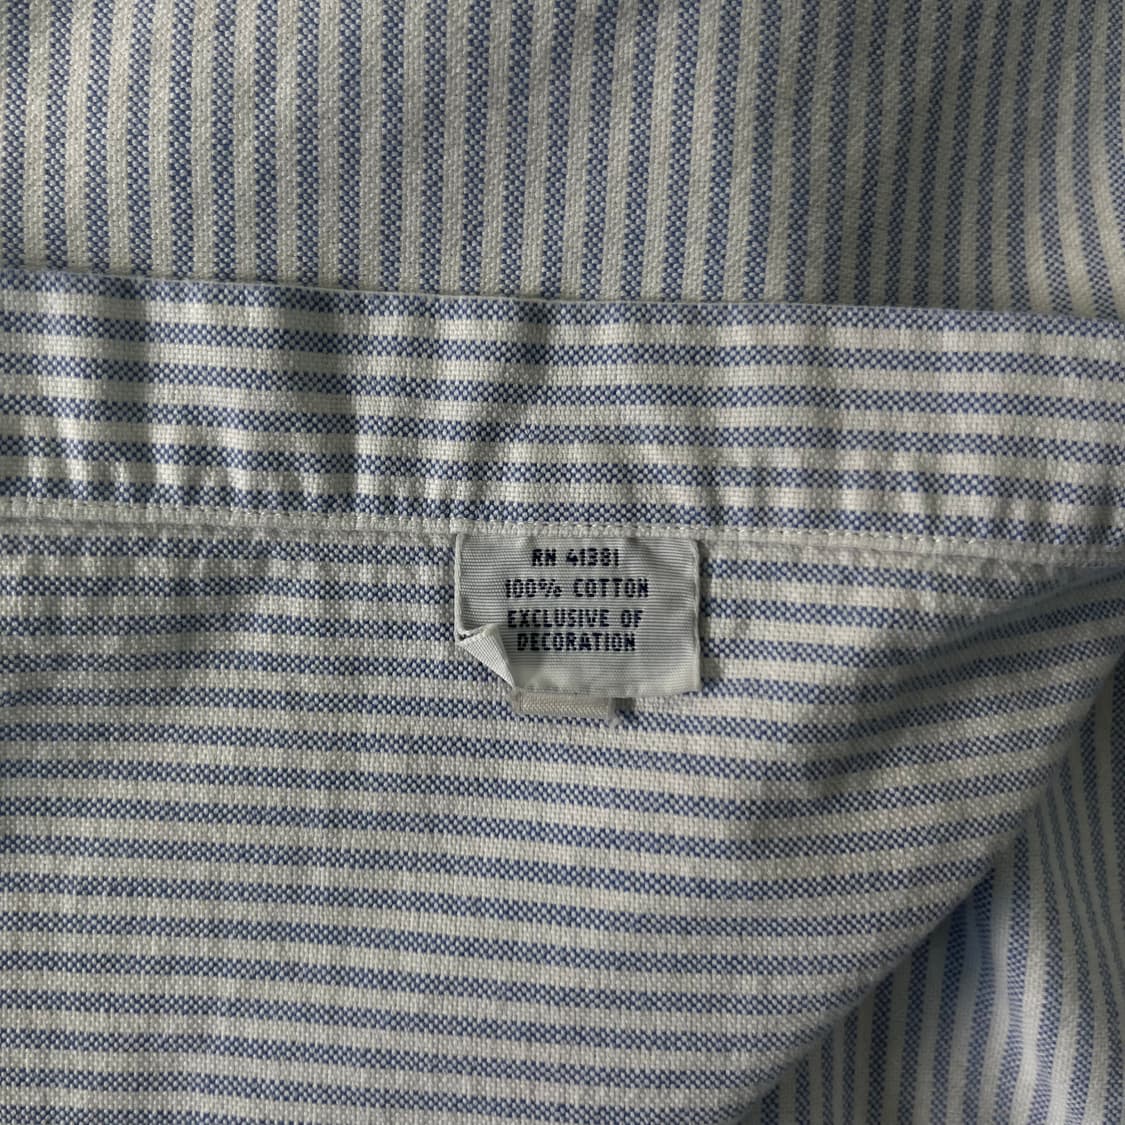 RN 41381
100% COTTON
EXCLUSIVE OF
DECORATION